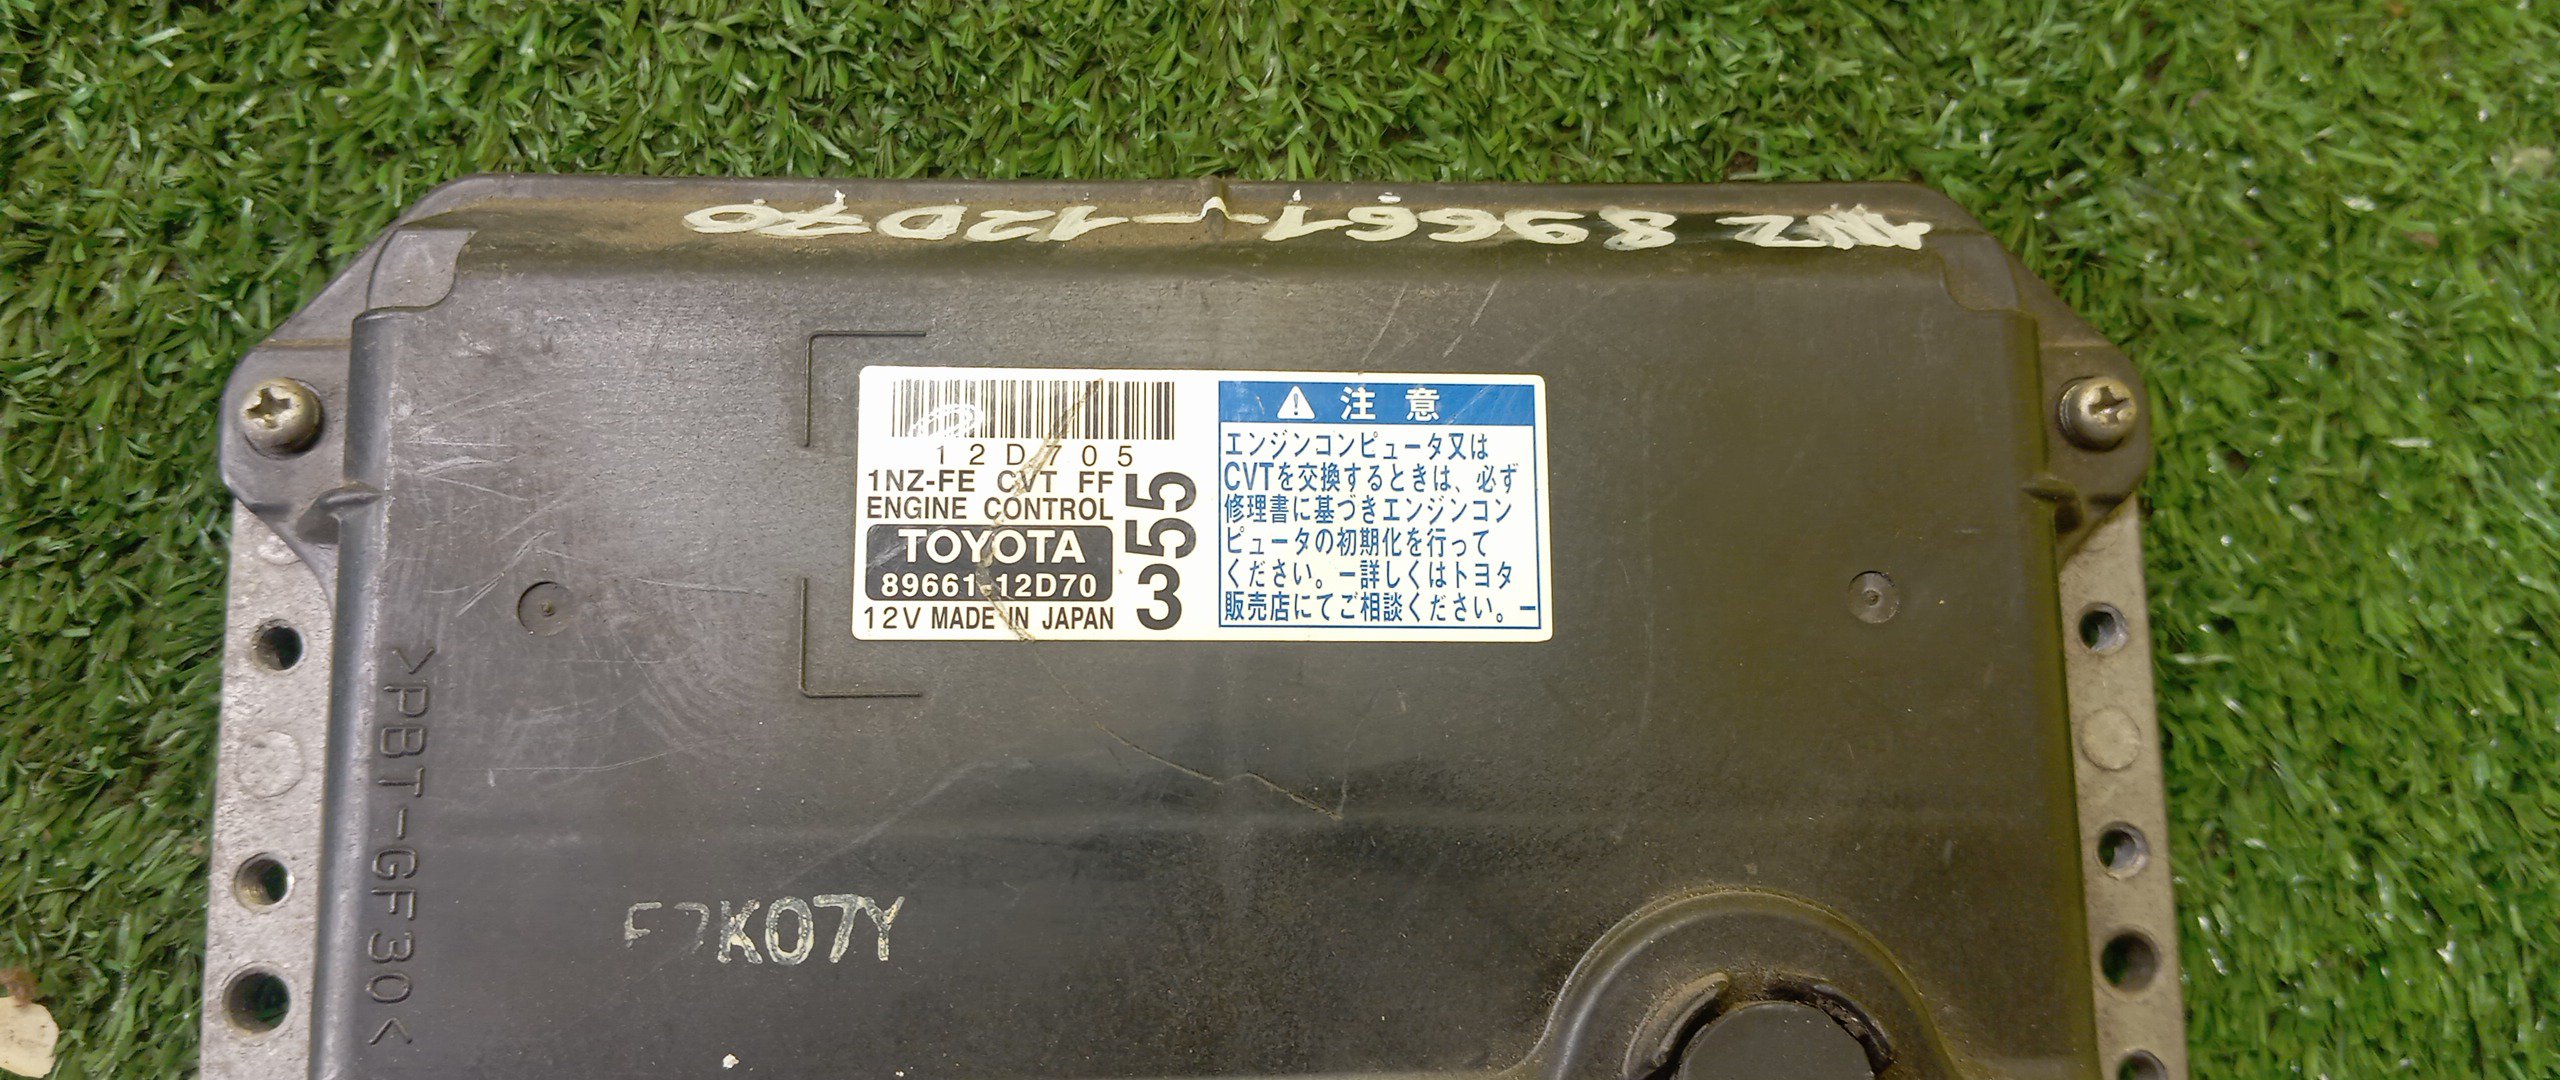 1NZ 89661-12D70
12D705
1NZ-FE CVT FF
ENGINE CONTROL
TOYOTA
89661-12D70
12V MADE IN JAPAN
355
注意
エンジンコンピュータ又は
CVTを交換するときは、必ず
修理書に基づきエンジンコン
ピュータの初期化を行って
ください。ー詳しくはトヨタ
販売店にてご相談ください。ー
>PBT-GF30<
K07Y